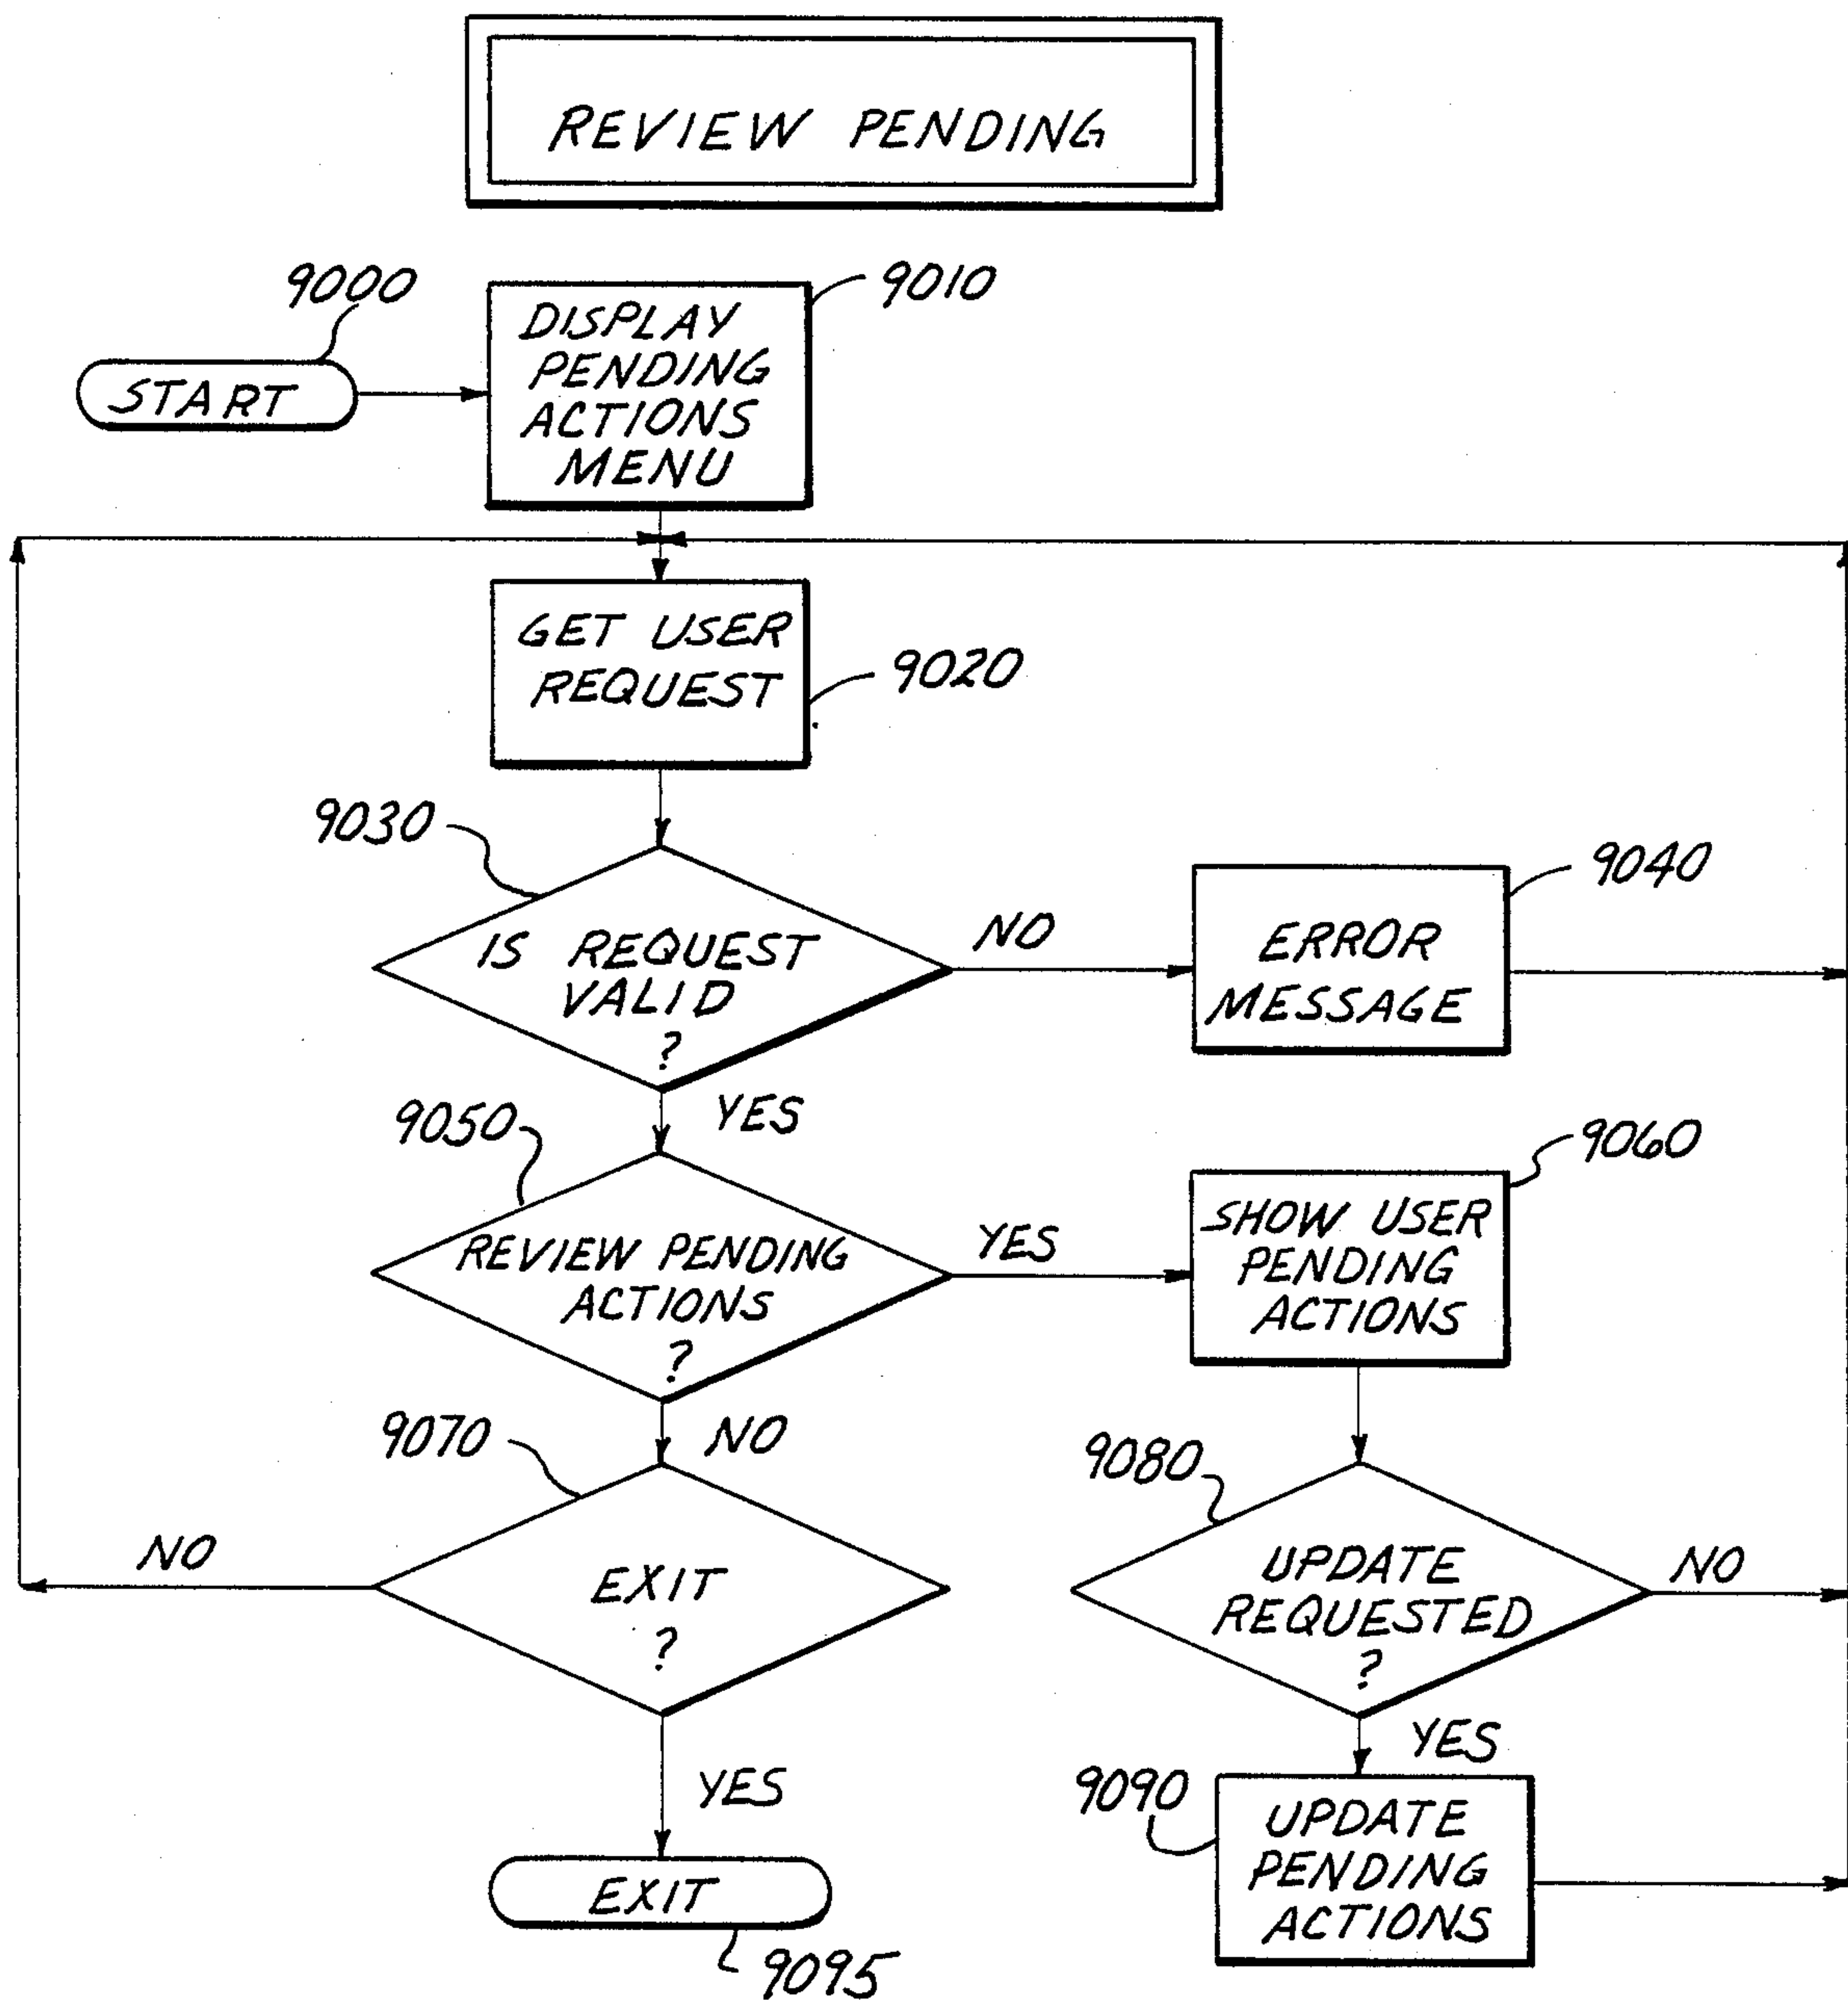 REVIEW PENDING
9000
9010
START
DISPLAY
PENDING
ACTIONS
MENU
GET USER
REQUEST
9020
9030
IS REQUEST
VALID
?
NO
9040
ERROR
MESSAGE
YES
9050
REVIEW PENDING
ACTIONS
?
YES
9060
SHOW USER
PENDING
ACTIONS
NO
9070
EXIT
?
NO
9080
UPDATE
REQUESTED
?
NO
YES
YES
9090
UPDATE
PENDING
ACTIONS
EXIT
9095